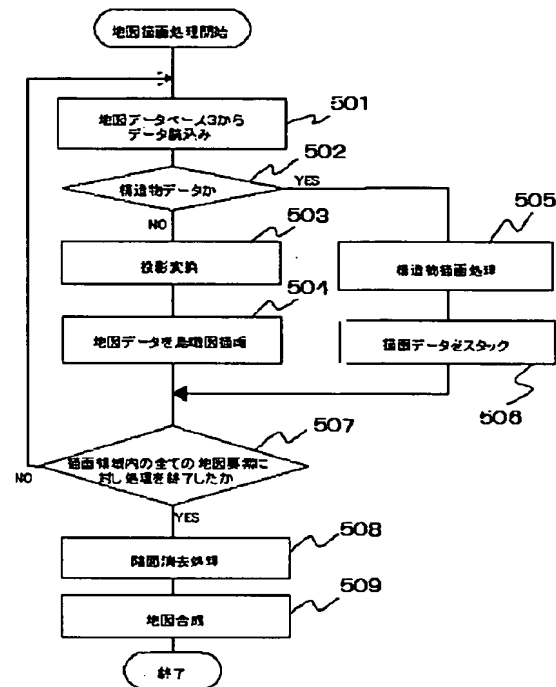 地図描画処理開始
地図データベース3から
データ読込み
501
502
構造物データか
YES
NO
503
投影変換
505
構造物描画処理
504
地図データを鳥瞰図描画
描画データをスタック
506
507
描画領域内の全ての地図要素に
対し処理を終了したか
NO
YES
508
陰面消去処理
509
地図合成
終了